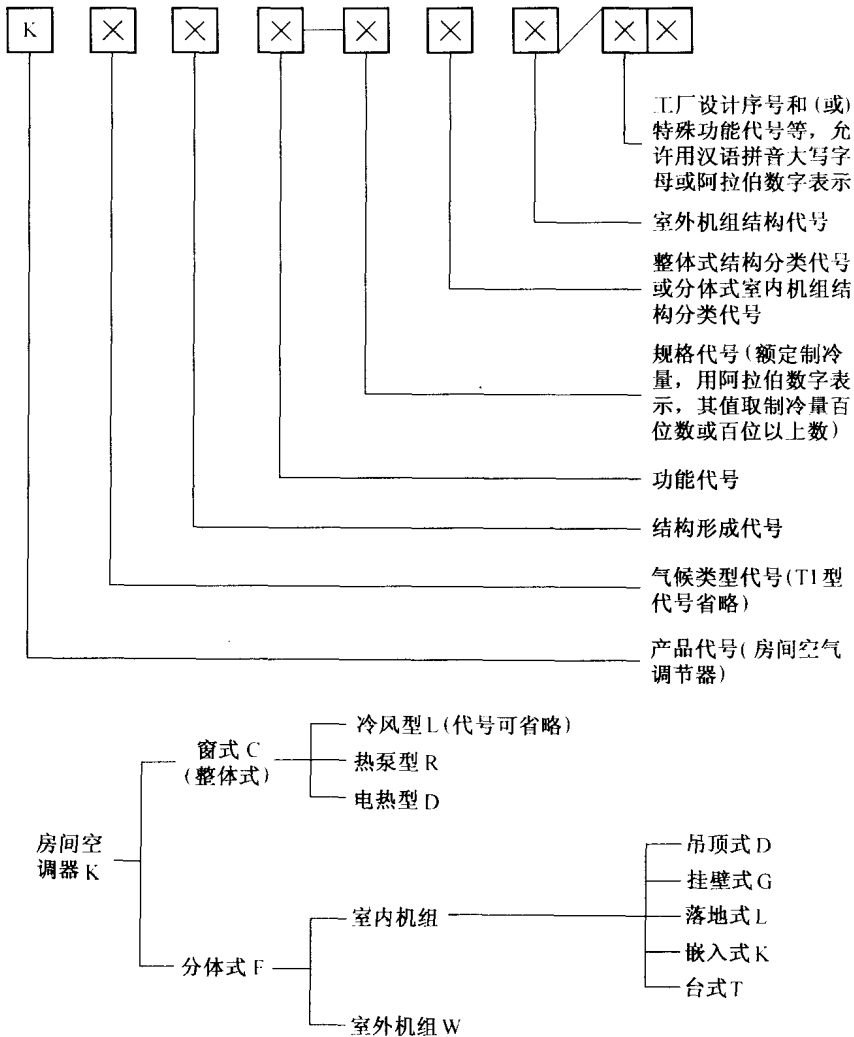 K × × × × × × × ×
工厂设计序号和(或)
特殊功能代号等，允
许用汉语拼音大写字
母或阿拉伯数字表示
室外机组结构代号
整体式结构分类代号
或分体式室内机组结
构分类代号
规格代号(额定制冷
量，用阿拉伯数字表
示，其值取制冷量百
位数或百位以上数)
功能代号
结构形成代号
气候类型代号(T1型
代号省略)
产品代号(房间空气
调节器)
冷风型L(代号可省略)
窗式C
(整体式)
热泵型R
电热型D
房间空
调器K
吊顶式D
挂壁式G
室内机组
落地式L
嵌入式K
分体式F
台式T
室外机组W